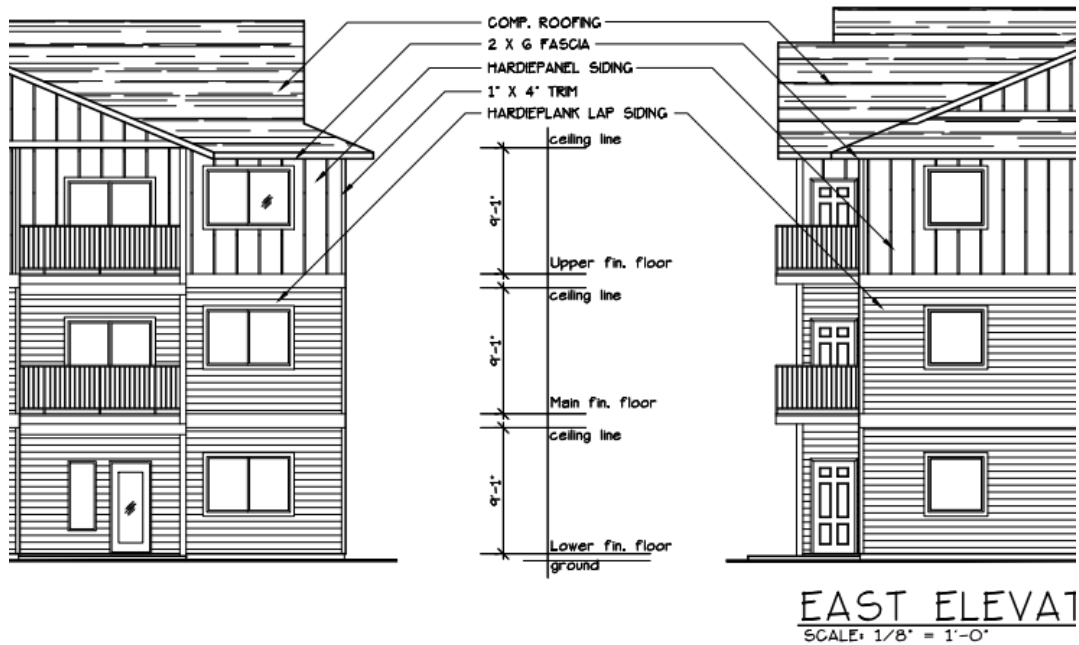 COMP. ROOFING
2 X 6 FASCIA
HARDIEPANEL SIDING
1" X 4" TRIM
HARDIEPLANK LAP SIDING
ceiling line
9'-1"
Upper fin. floor
ceiling line
9'-1"
Main fin. floor
ceiling line
9'-1"
Lower fin. floor
ground
EAST ELEVAT
SCALE: 1/8" = 1'-0"